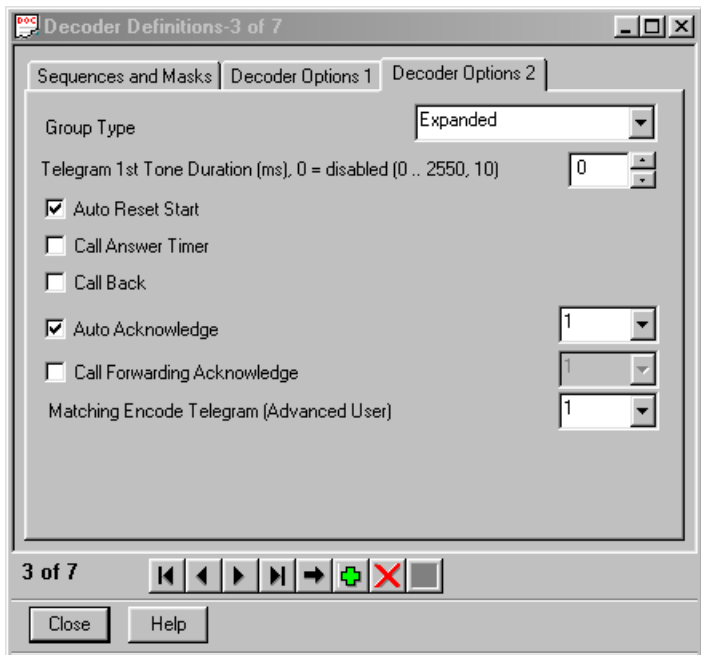 DOC
Decoder Definitions-3 of 7
Sequences and Masks Decoder Options 1 Decoder Options 2
Group Type Expanded
Telegram 1st Tone Duration (ms), 0 = disabled (0 .. 2550, 10) 0
Auto Reset Start
Call Answer Timer
Call Back
Auto Acknowledge 1
Call Forwarding Acknowledge 1
Matching Encode Telegram (Advanced User) 1
3 of 7
Close Help